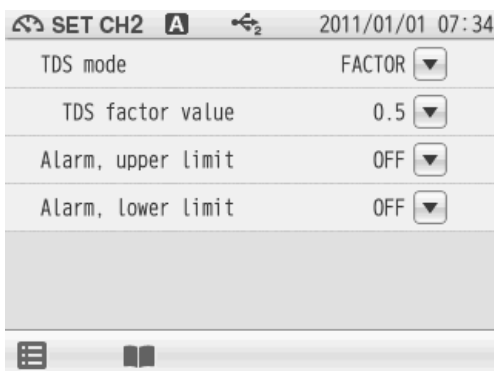 SET CH2 A 2 2011/01/01 07:34
TDS mode FACTOR
TDS factor value 0.5
Alarm, upper limit OFF
Alarm, lower limit OFF